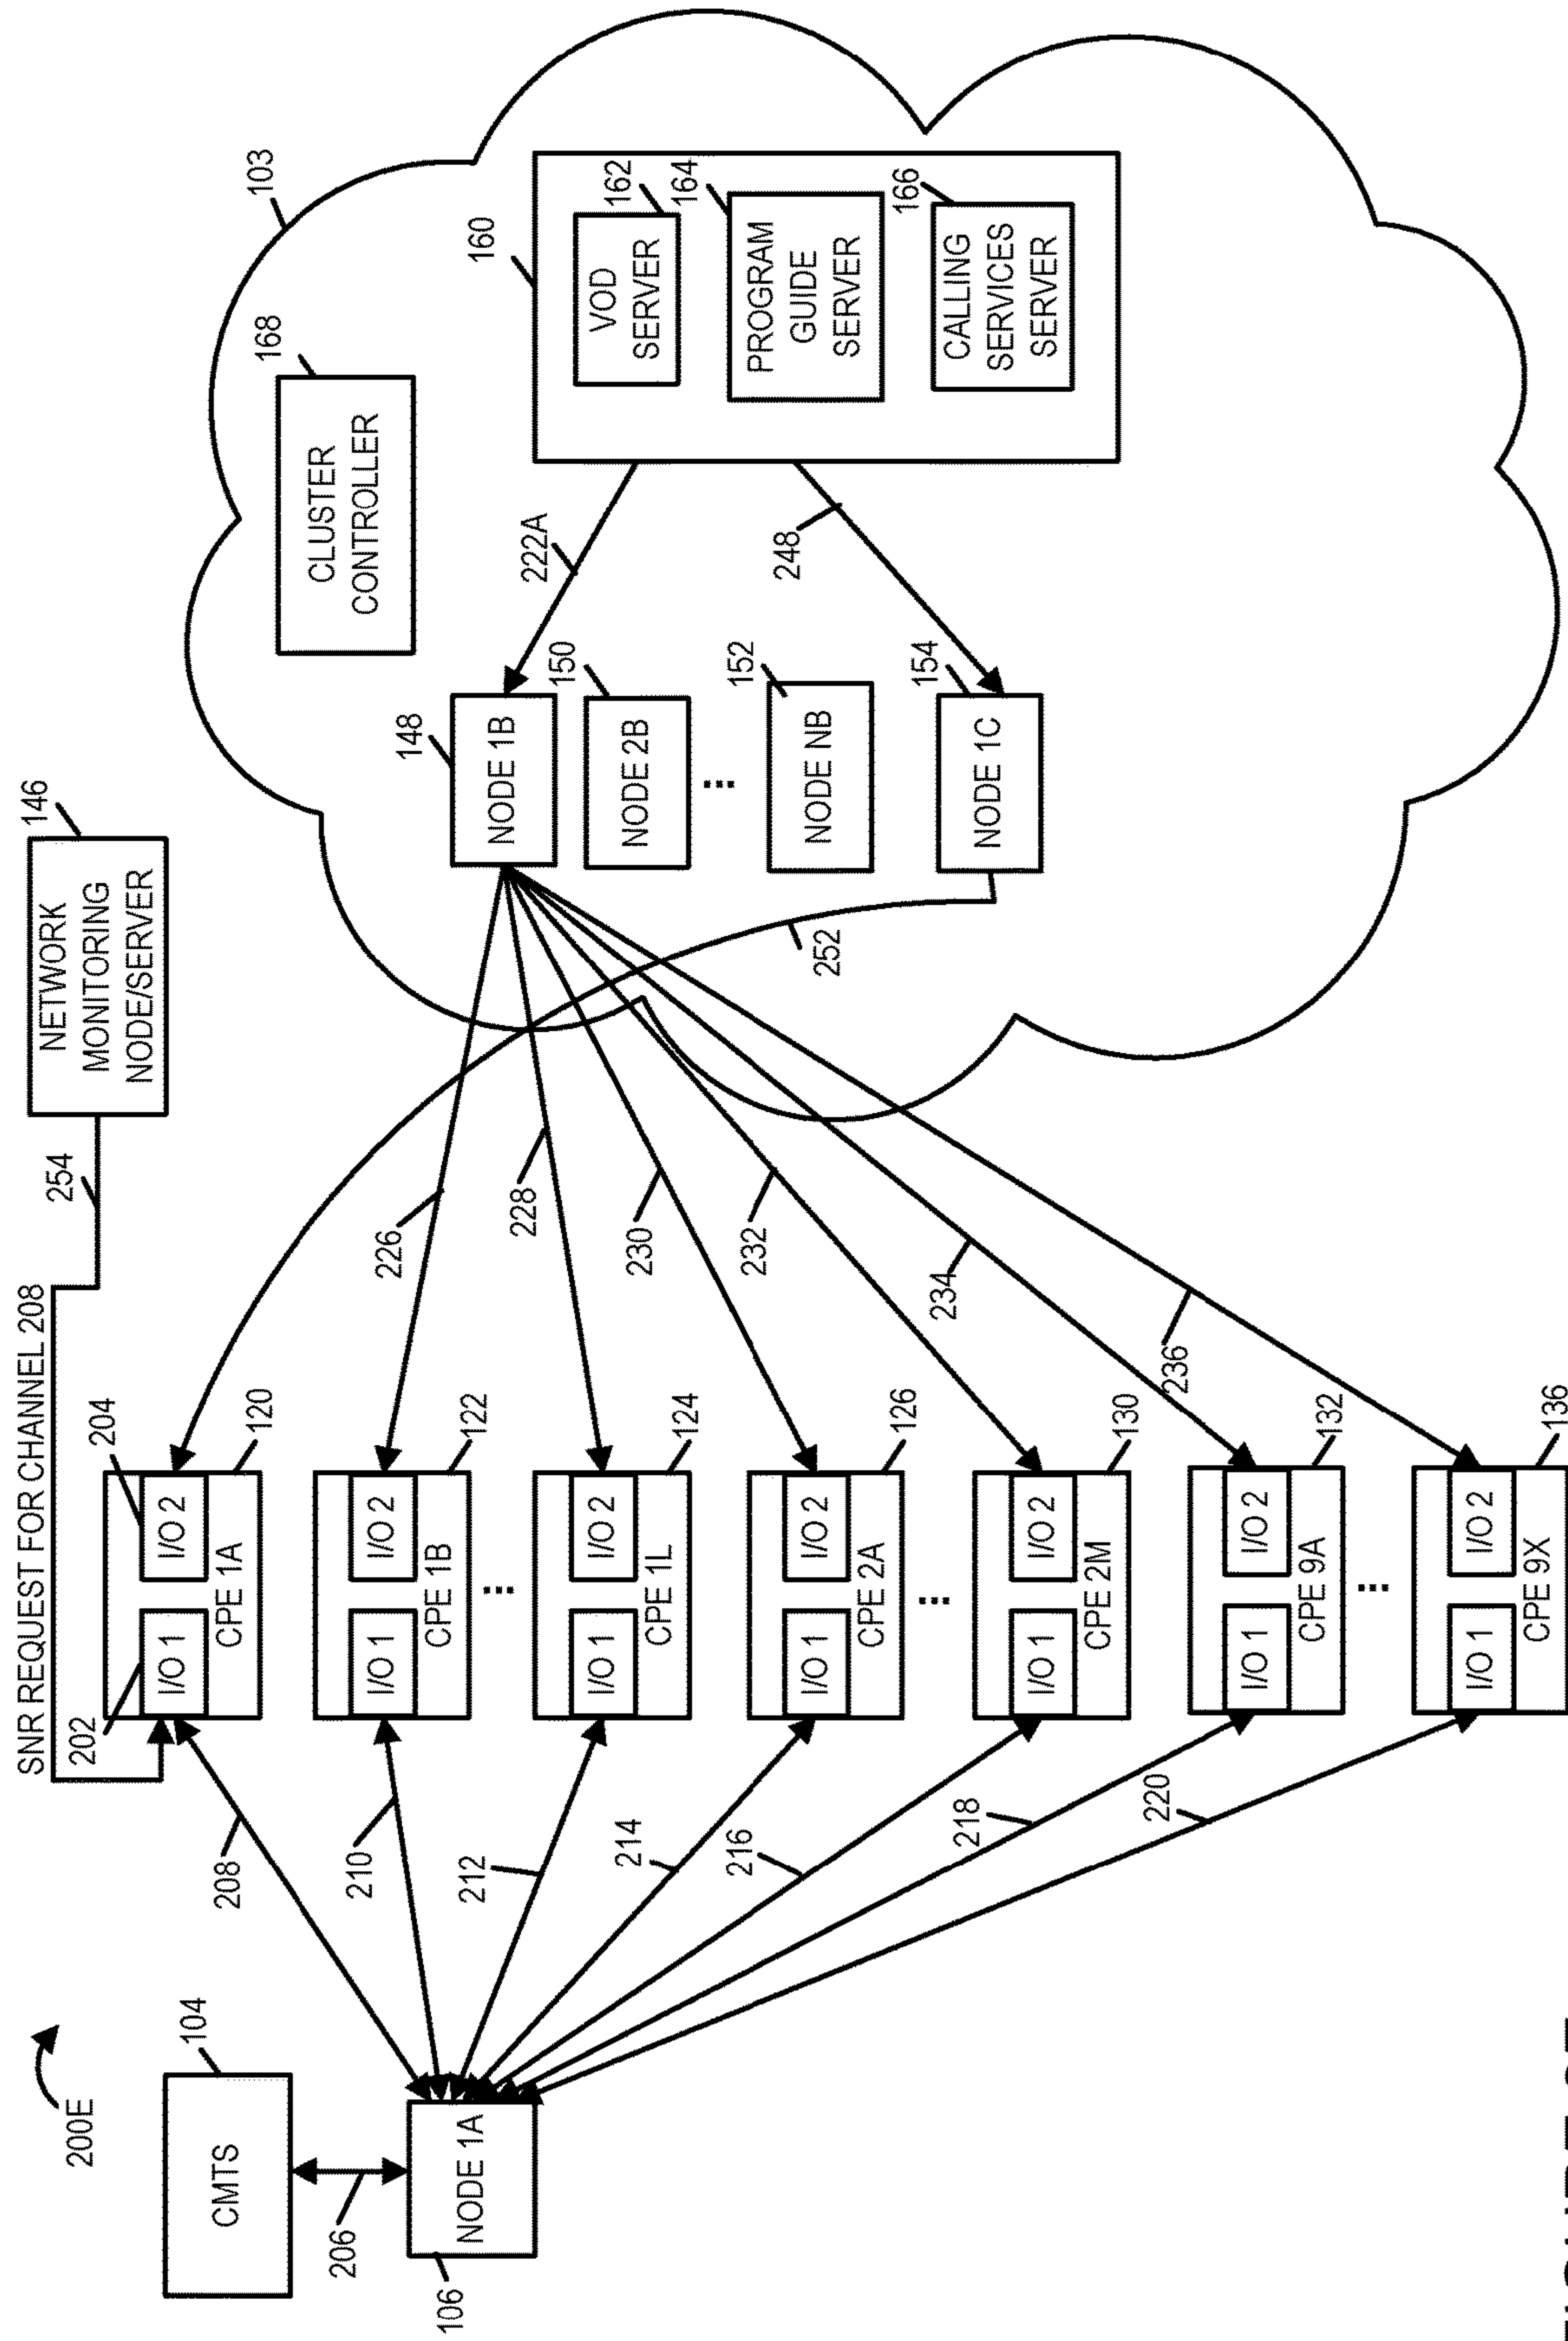 200E
CMTS
104
206
NODE 1A
106
SNR REQUEST FOR CHANNEL 208
254
NETWORK
MONITORING
NODE/SERVER
146
208
210
212
214
216
218
220
202
204
I/O 1
I/O 2
CPE 1A
120
I/O 1
I/O 2
CPE 1B
122
...
I/O 1
I/O 2
CPE 1L
124
I/O 1
I/O 2
CPE 2A
126
...
I/O 1
I/O 2
CPE 2M
130
I/O 1
I/O 2
CPE 9A
132
...
I/O 1
I/O 2
CPE 9X
136
226
228
230
232
234
236
252
103
CLUSTER
CONTROLLER
168
148
NODE 1B
150
NODE 2B
...
152
NODE NB
154
NODE 1C
222A
248
160
VOD
SERVER
162
PROGRAM
GUIDE
SERVER
164
CALLING
SERVICES
SERVER
166